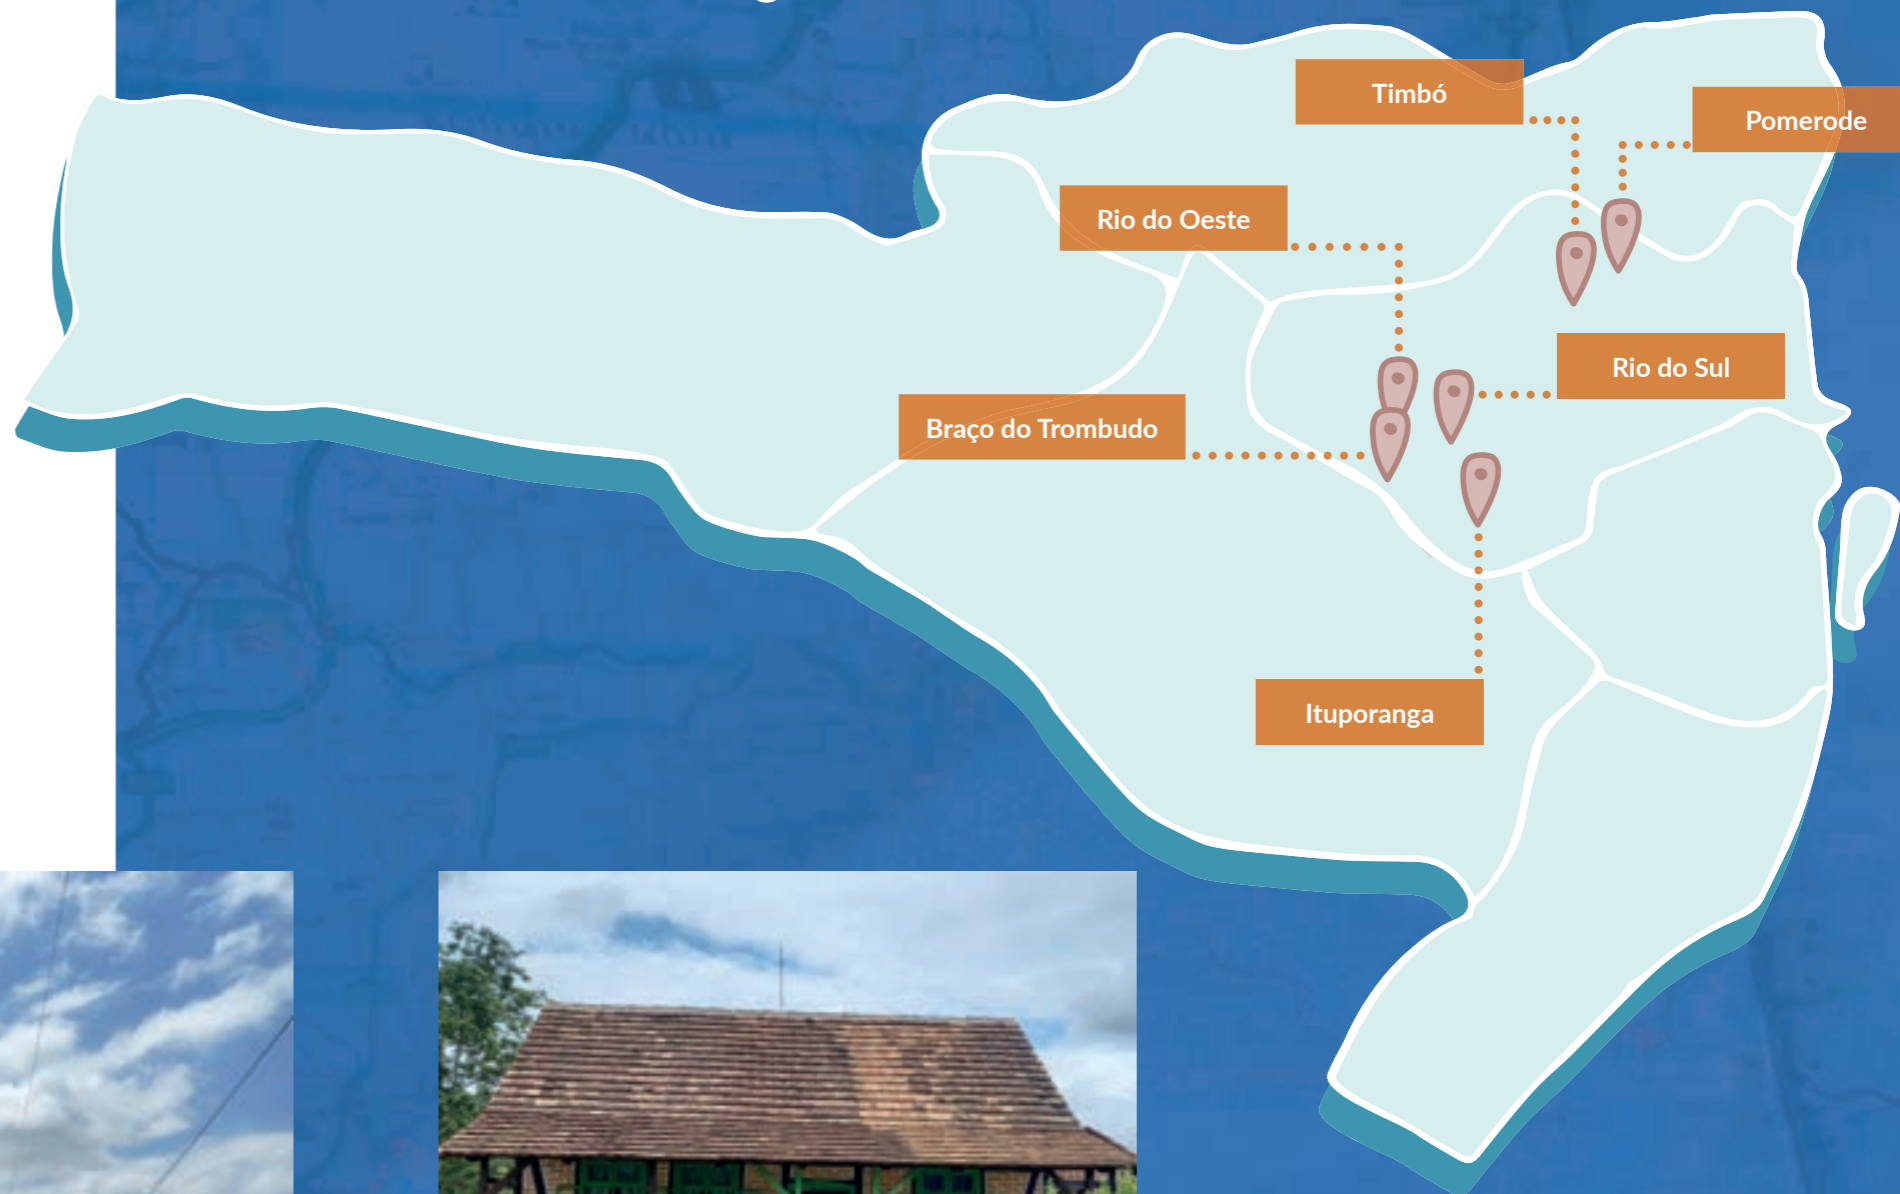 Timbó
Pomerode
Rio do Oeste
Rio do Sul
Braço do Trombudo
Ituporanga